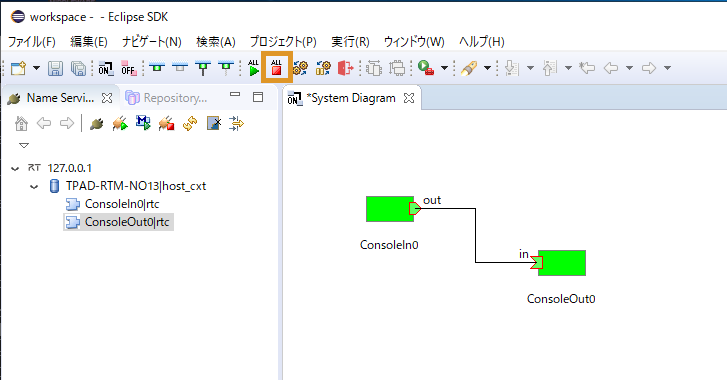 workspace -  - Eclipse SDK
ファイル(F) 編集(E) ナビゲート(N) 検索(A) プロジェクト(P) 実行(R) ウィンドウ(W) ヘルプ(H)
ON OFF ALL ALL
Name Servi... Repository... ON *System Diagram
RT 127.0.0.1
TPAD-RTM-NO13|host_cxt
ConsoleIn0|rtc
ConsoleOut0|rtc
out
ConsoleIn0
in
ConsoleOut0